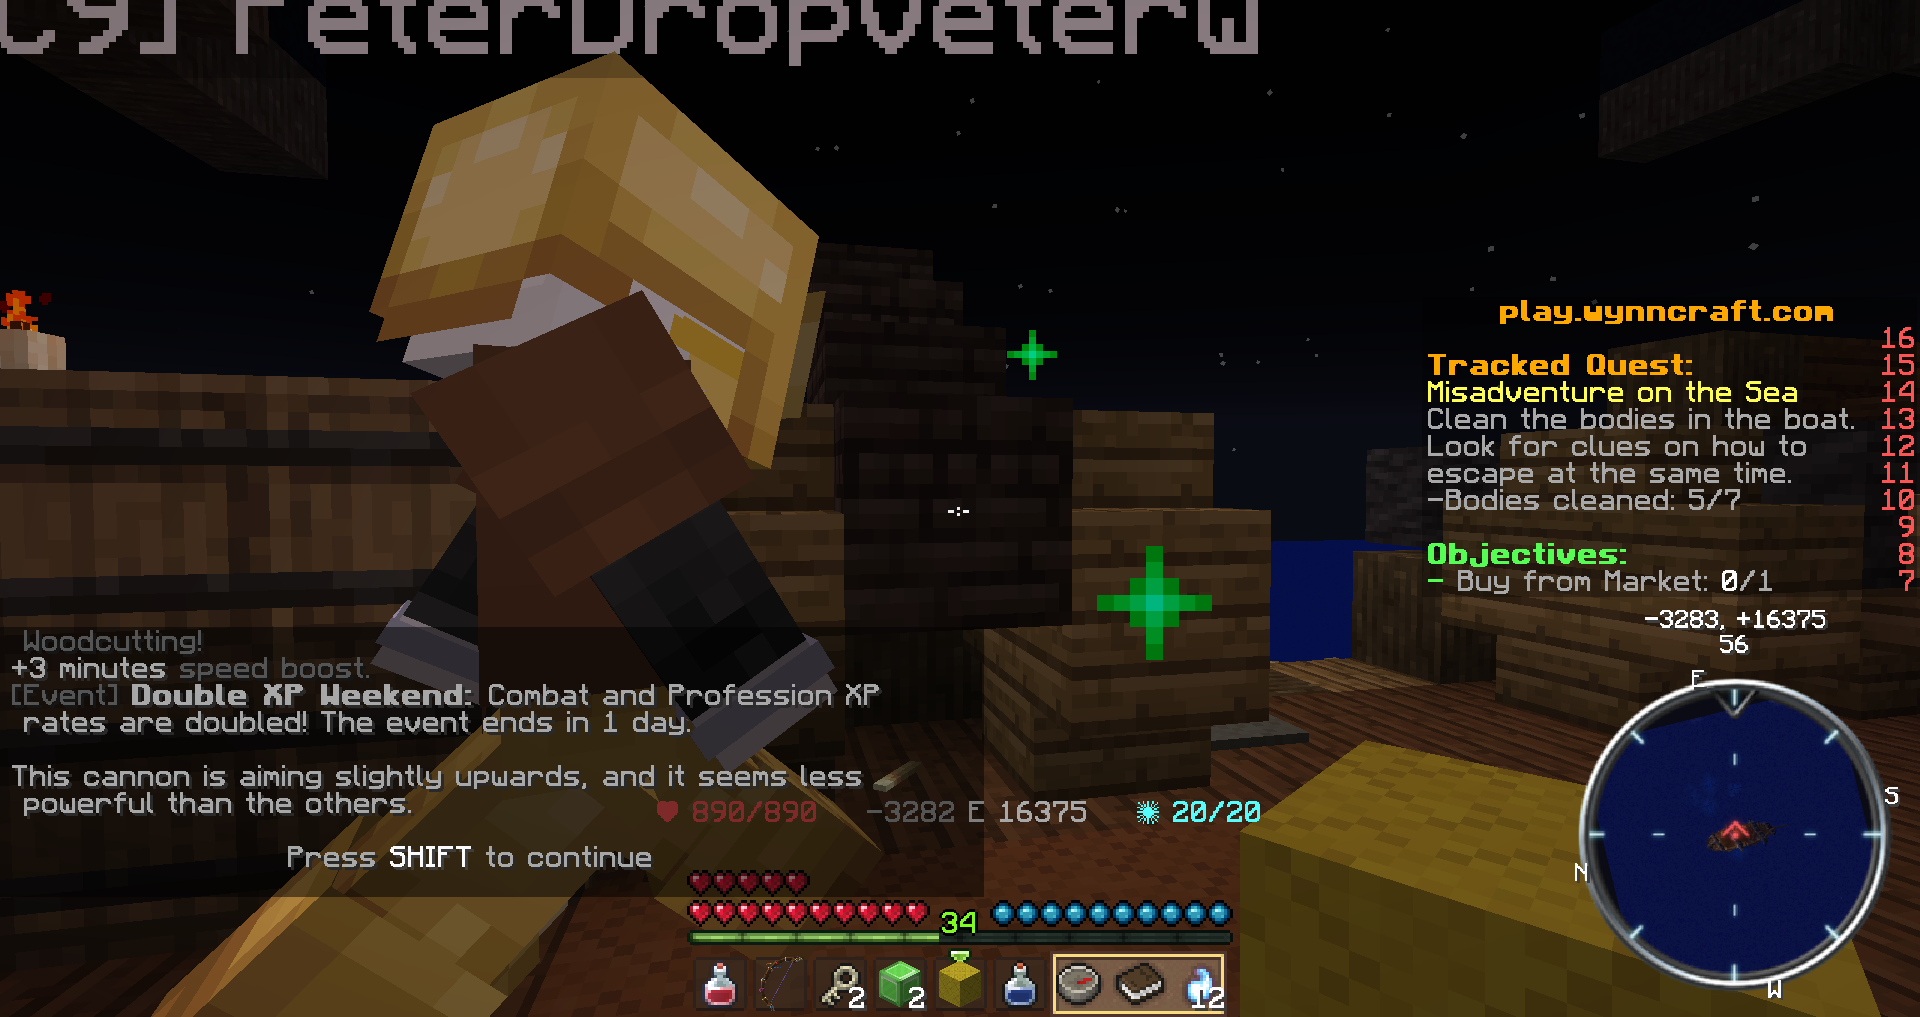 [9] PeterDropVeterW
play.wynncraft.com
16
Tracked Quest: 15
Misadventure on the Sea 14
Clean the bodies in the boat. 13
Look for clues on how to 12
escape at the same time. 11
-Bodies cleaned: 5/7 10
9
Objectives: 8
- Buy from Market: 0/1 7
-3283, +16375
56
E
S
N
W
Woodcutting!
+3 minutes speed boost.
[Event] Double XP Weekend: Combat and Profession XP
rates are doubled! The event ends in 1 day.
This cannon is aiming slightly upwards, and it seems less
powerful than the others.
Press SHIFT to continue
890/890 -3282 E 16375 20/20
34
2
2
12